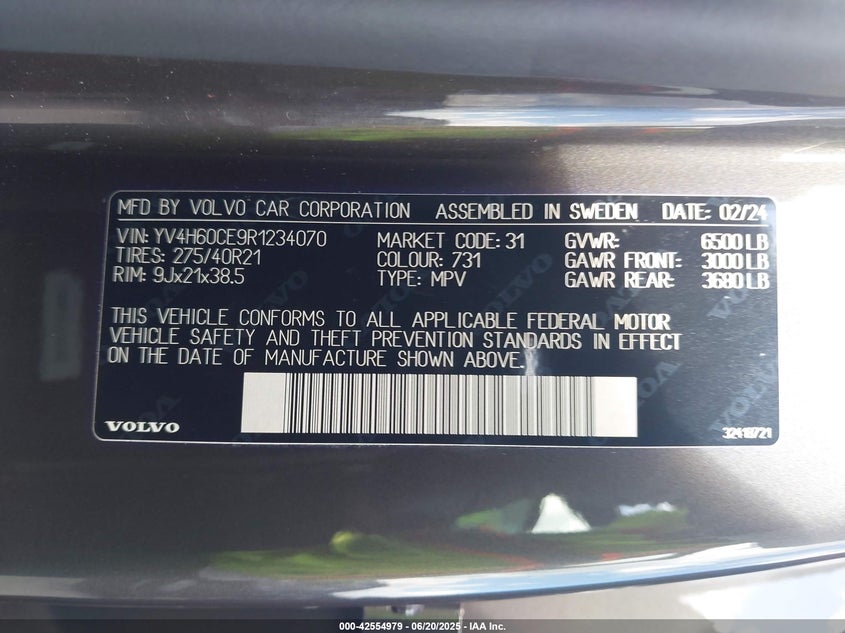 MFD BY VOLVO CAR CORPORATION ASSEMBLED IN SWEDEN DATE: 02/24
VIN: YV4H60CE9R1234070 MARKET CODE: 31 GVWR: 6500 LB
TIRES: 275/40R21 COLOUR: 731 GAWR FRONT: 3000 LB
RIM: 9Jx21x38.5 TYPE: MPV GAWR REAR: 3680 LB
THIS VEHICLE CONFORMS TO ALL APPLICABLE FEDERAL MOTOR
VEHICLE SAFETY AND THEFT PREVENTION STANDARDS IN EFFECT
ON THE DATE OF MANUFACTURE SHOWN ABOVE.
VOLVO 32418721
000-42554979 - 06/20/2025 - IAA Inc.